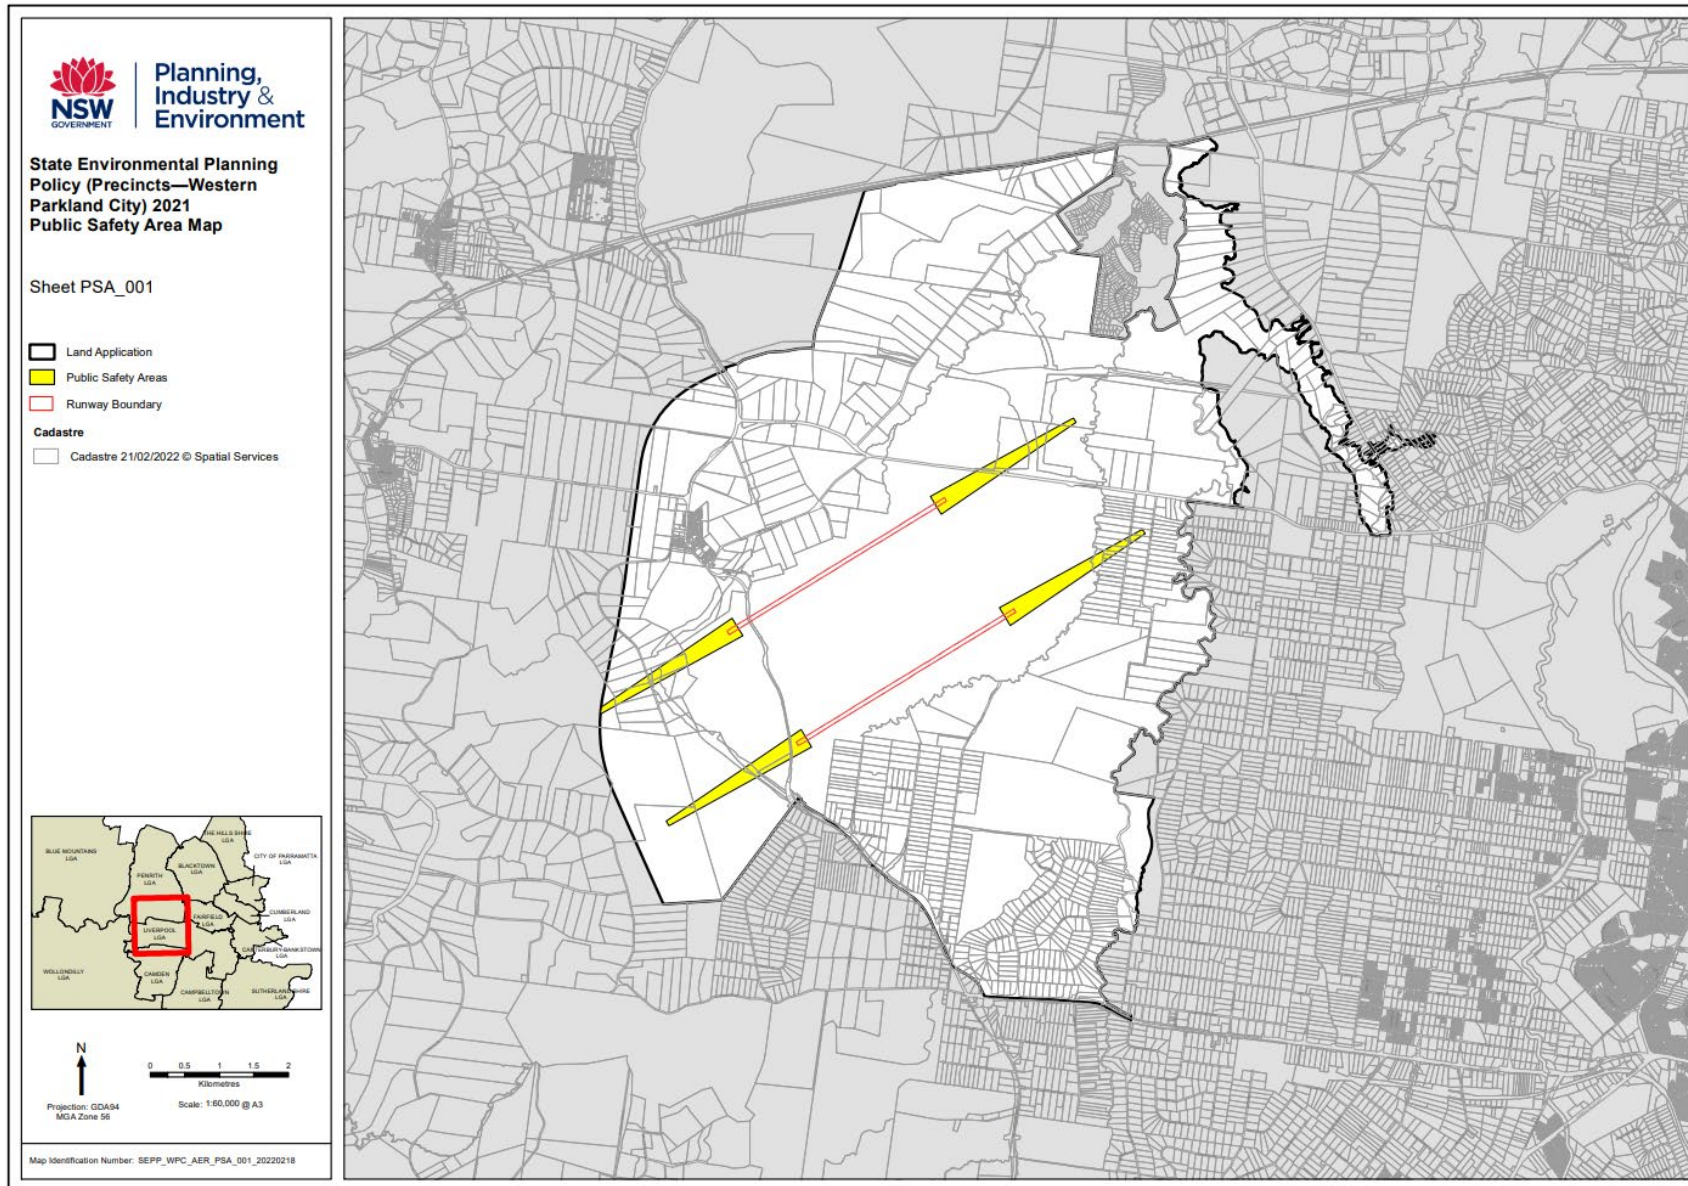 NSW
GOVERNMENT
Planning,
Industry &
Environment
State Environmental Planning
Policy (Precincts—Western
Parkland City) 2021
Public Safety Area Map
Sheet PSA_001
Land Application
Public Safety Areas
Runway Boundary
Cadastre
Cadastre 21/02/2022 © Spatial Services
THE HILLS SHIRE
LGA
BLUE MOUNTAINS
LGA
CITY OF PARRAMATTA
LGA
BLACKTOWN
LGA
PENRITH
LGA
CUMBERLAND
LGA
FAIRFIELD
LGA
LIVERPOOL
LGA
CANTERBURY-BANKSTOWN
LGA
WOLLONDILLY
LGA
CAMDEN
LGA
CAMPBELLTOWN
LGA
SUTHERLAND SHIRE
LGA
N
0 0.5 1 1.5 2
Kilometres
Projection: GDA94
MGA Zone 56
Scale: 1:60,000 @ A3
Map Identification Number: SEPP_WPC_AER_PSA_001_20220218